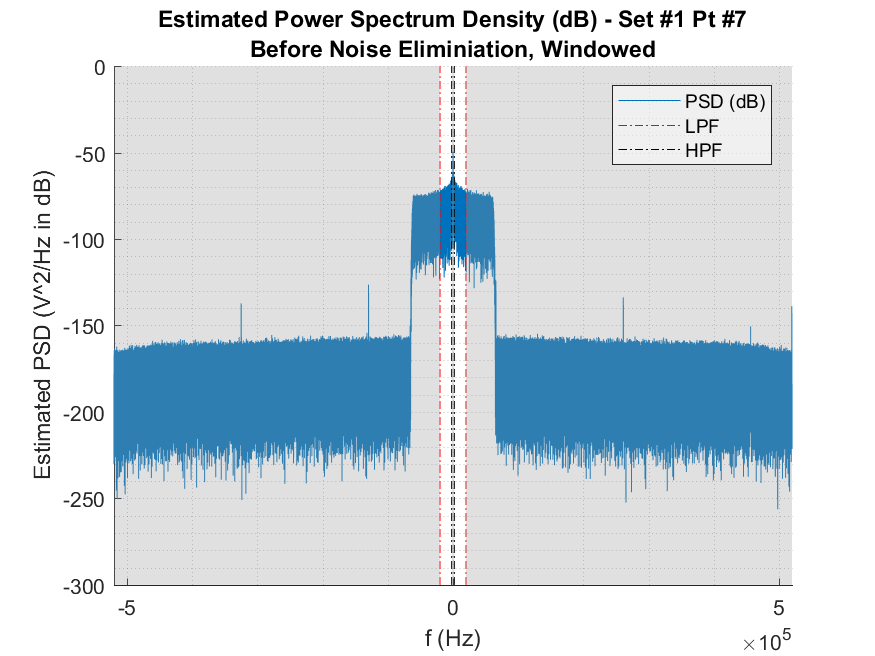 Estimated Power Spectrum Density (dB) - Set #1 Pt #7
Before Noise Eliminiation, Windowed
PSD (dB)
LPF
HPF
Estimated PSD (V^2/Hz in dB)
0
-50
-100
-150
-200
-250
-300
-5
0
5
f (Hz)
×10^5